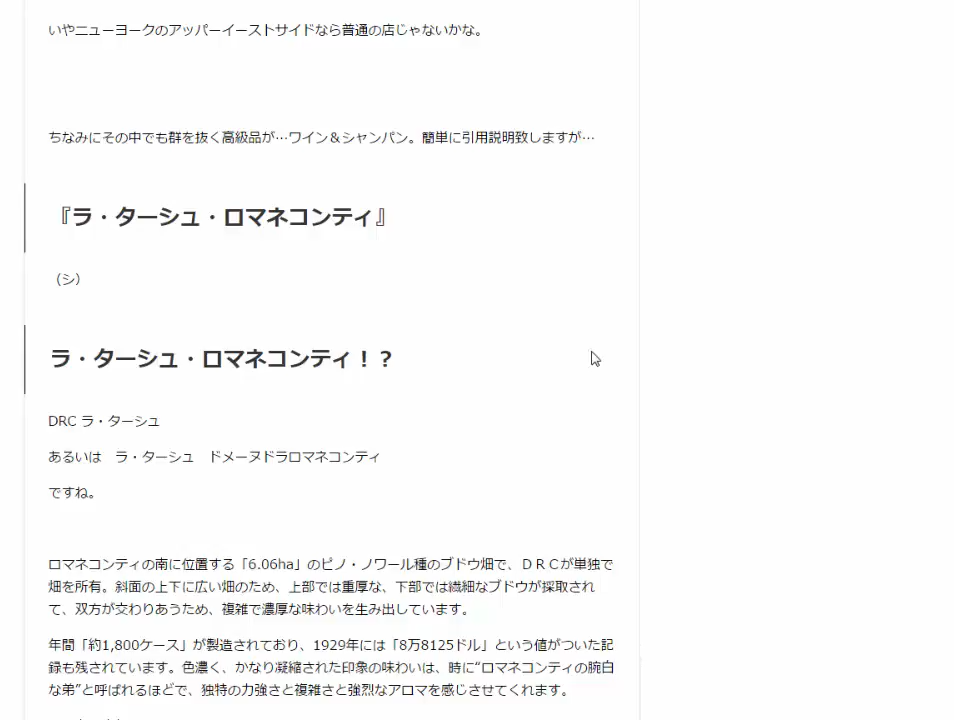 いやニューヨークのアッパーイーストサイドなら普通の店じゃないかな。
ちなみにその中でも群を抜く高級品が…ワイン＆シャンパン。簡単に引用説明致しますが…
『ラ・ターシュ・ロマネコンティ』
（シ）
ラ・ターシュ・ロマネコンティ！？
DRC ラ・ターシュ
あるいは　ラ・ターシュ　ドメーヌドラロマネコンティ
ですね。
ロマネコンティの南に位置する「6.06ha」のピノ・ノワール種のブドウ畑で、ＤＲＣが単独で
畑を所有。斜面の上下に広い畑のため、上部では重厚な、下部では繊細なブドウが採取され
て、双方が交わりあうため、複雑で濃厚な味わいを生み出しています。
年間「約1,800ケース」が製造されており、1929年には「8万8125ドル」という値がついた記
録も残されています。色濃く、かなり凝縮された印象の味わいは、時に“ロマネコンティの腕白
な弟”と呼ばれるほどで、独特の力強さと複雑さと強烈なアロマを感じさせてくれます。